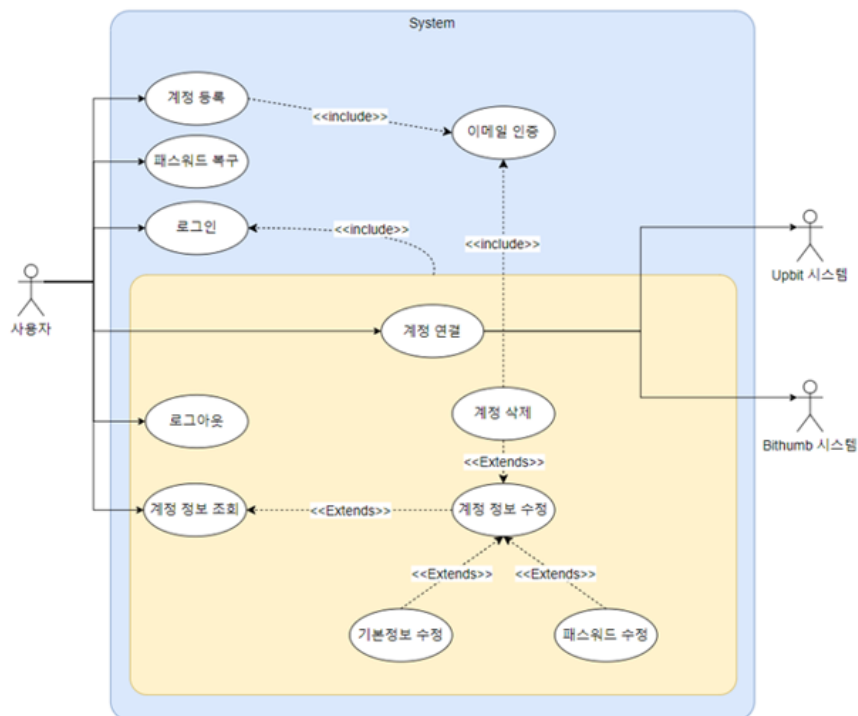 System
계정 등록
<<include>>
이메일 인증
패스워드 복구
로그인
<<include>>
<<include>>
Upbit 시스템
사용자
계정 연결
로그아웃
계정 삭제
Bithumb 시스템
<<Extends>>
계정 정보 조회
<<Extends>>
계정 정보 수정
<<Extends>>
<<Extends>>
기본정보 수정
패스워드 수정